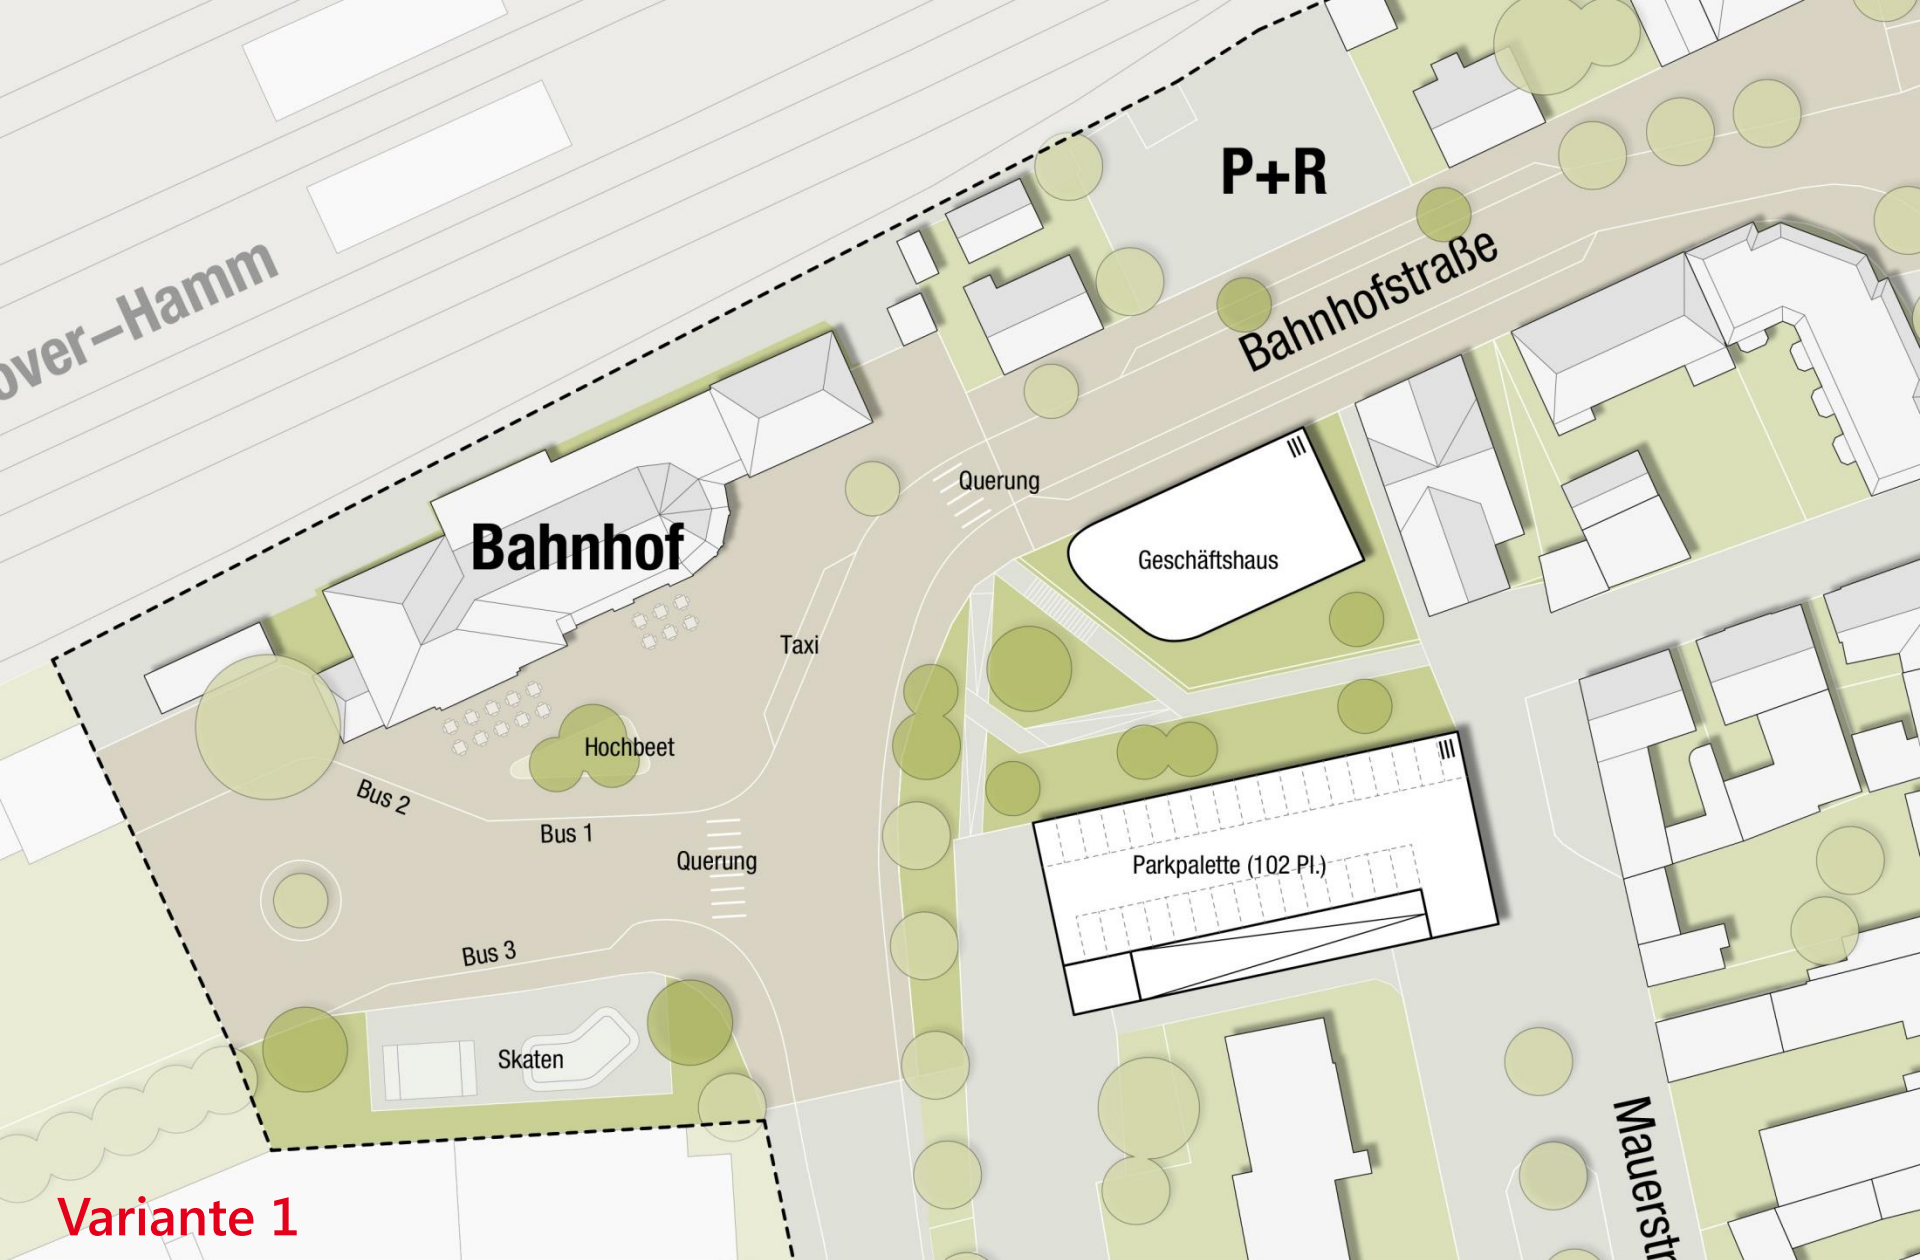 P+R
over–Hamm
Bahnhofstraße
Querung
Bahnhof
Geschäftshaus
Taxi
Hochbeet
Bus 2
Bus 1
Querung
Parkpalette (102 Pl.)
Bus 3
Skaten
Mauerstr
Variante 1